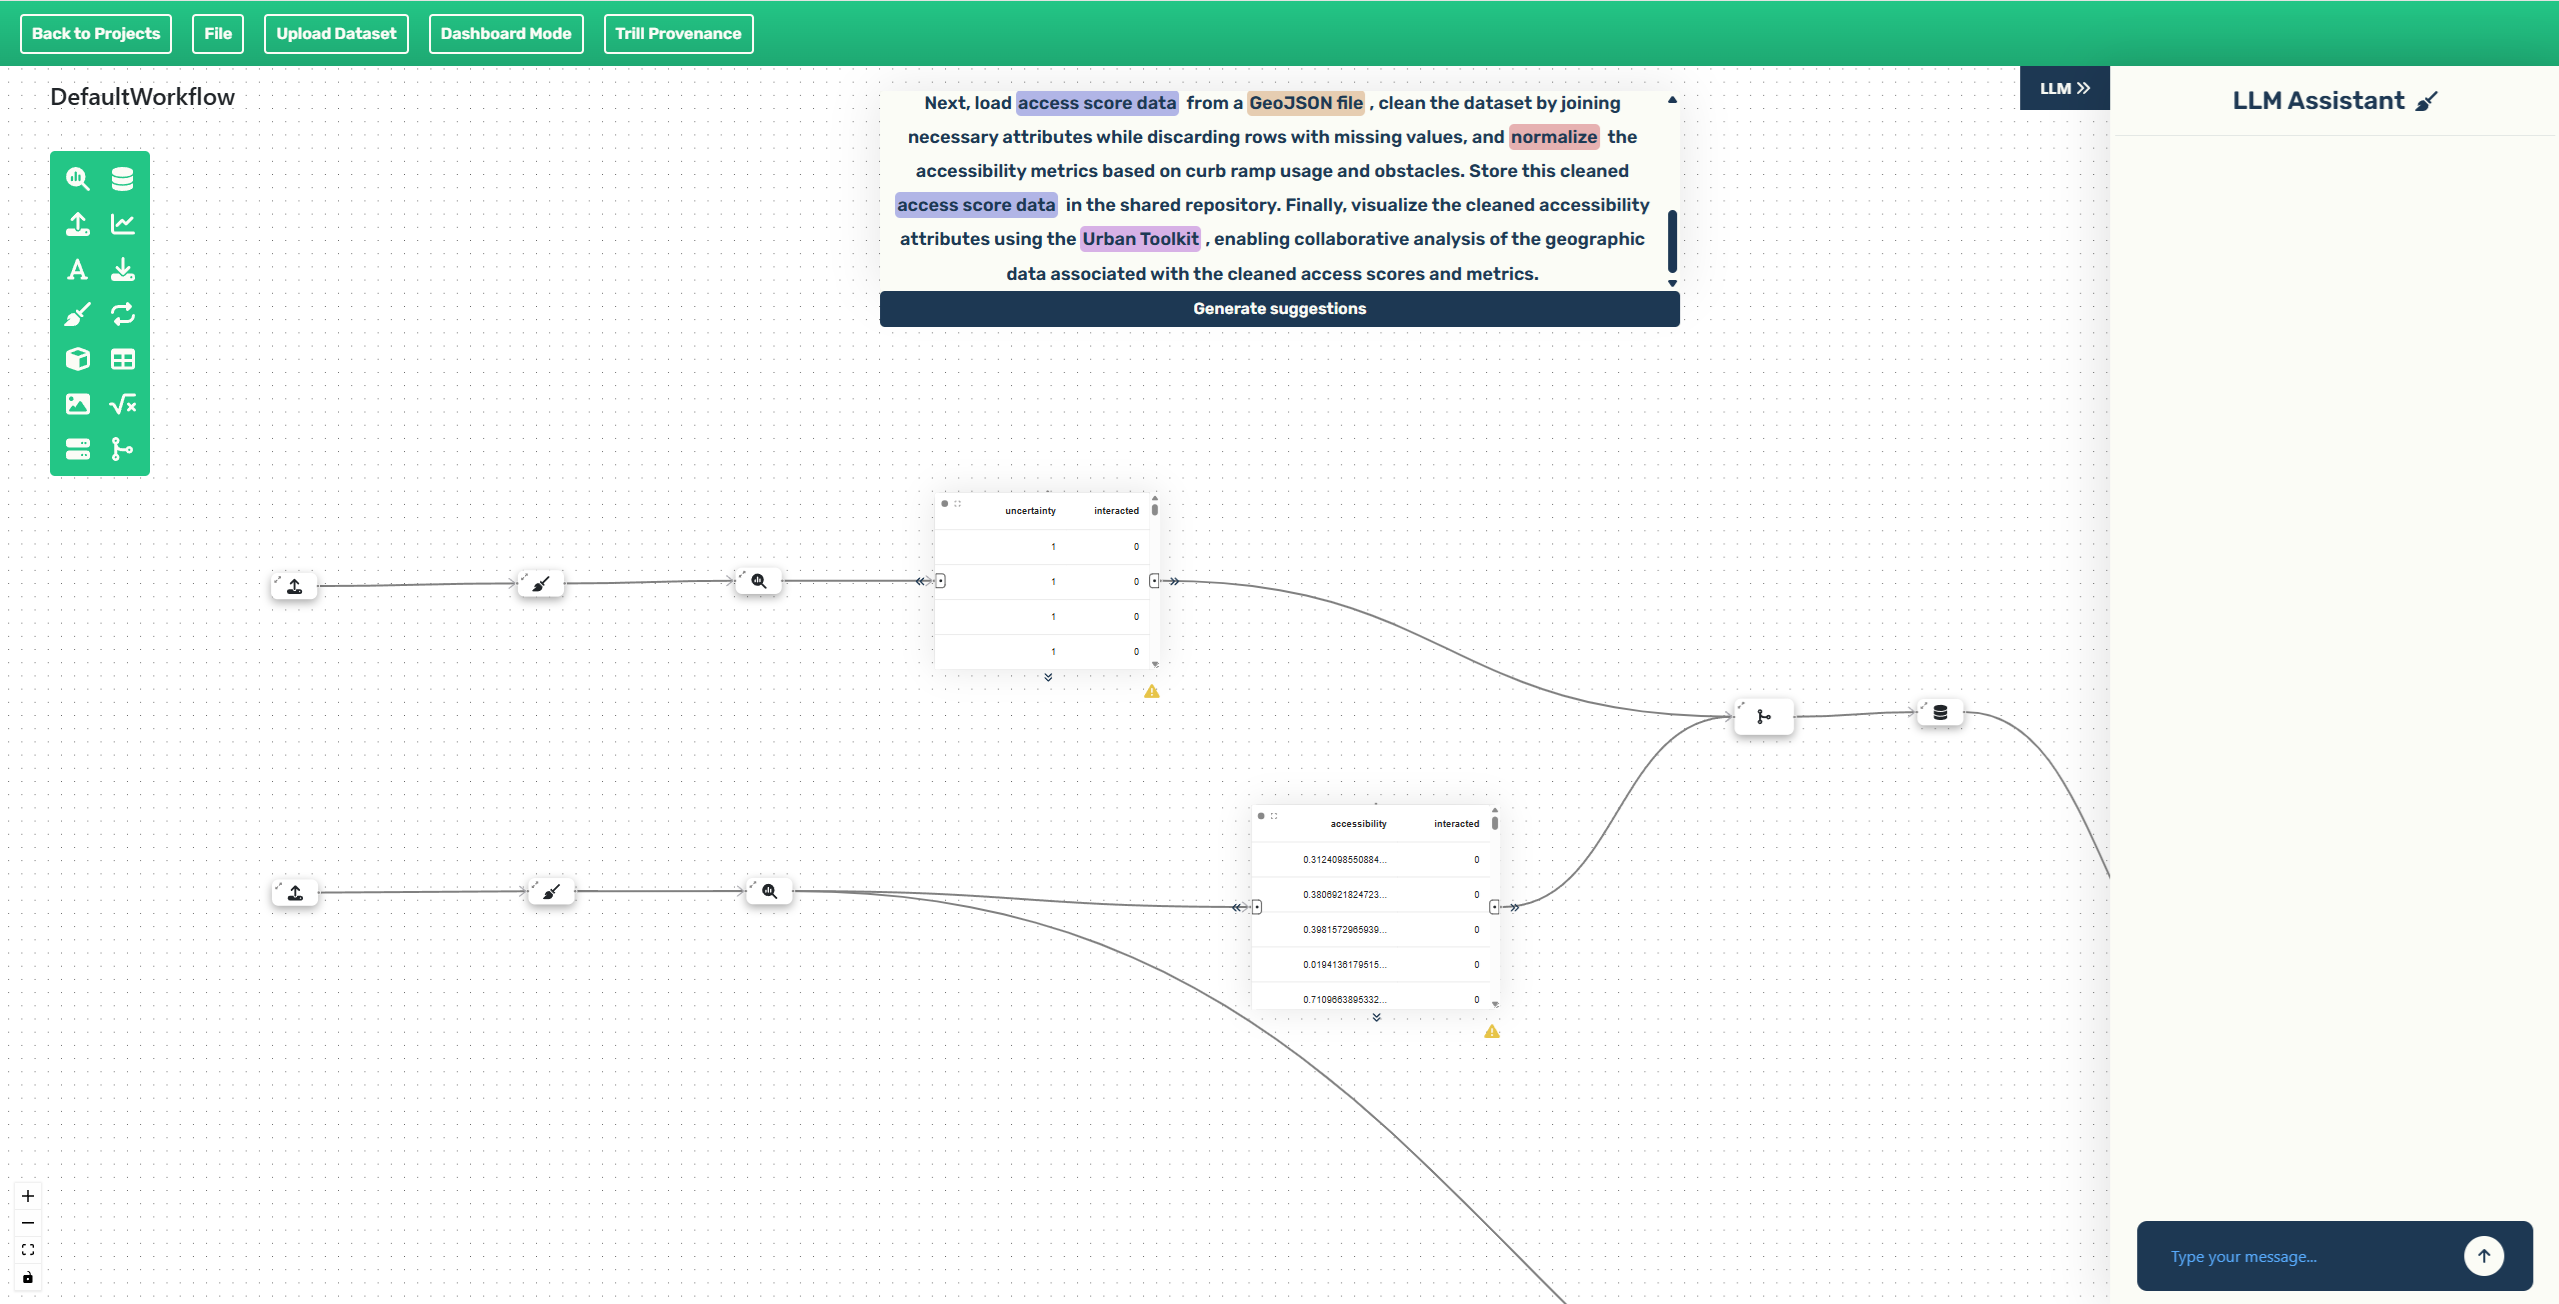 Back to Projects
File
Upload Dataset
Dashboard Mode
Trill Provenance
DefaultWorkflow
Next, load access score data from a GeoJSON file , clean the dataset by joining
necessary attributes while discarding rows with missing values, and normalize the
accessibility metrics based on curb ramp usage and obstacles. Store this cleaned
access score data in the shared repository. Finally, visualize the cleaned accessibility
attributes using the Urban Toolkit , enabling collaborative analysis of the geographic
data associated with the cleaned access scores and metrics.
Generate suggestions
LLM
LLM Assistant
uncertainty interacted
1 0
1 0
1 0
1 0
accessibility interacted
0.3124098550884... 0
0.3806921824723... 0
0.3981572965939... 0
0.0194136179515... 0
0.7109663895332... 0
Type your message...